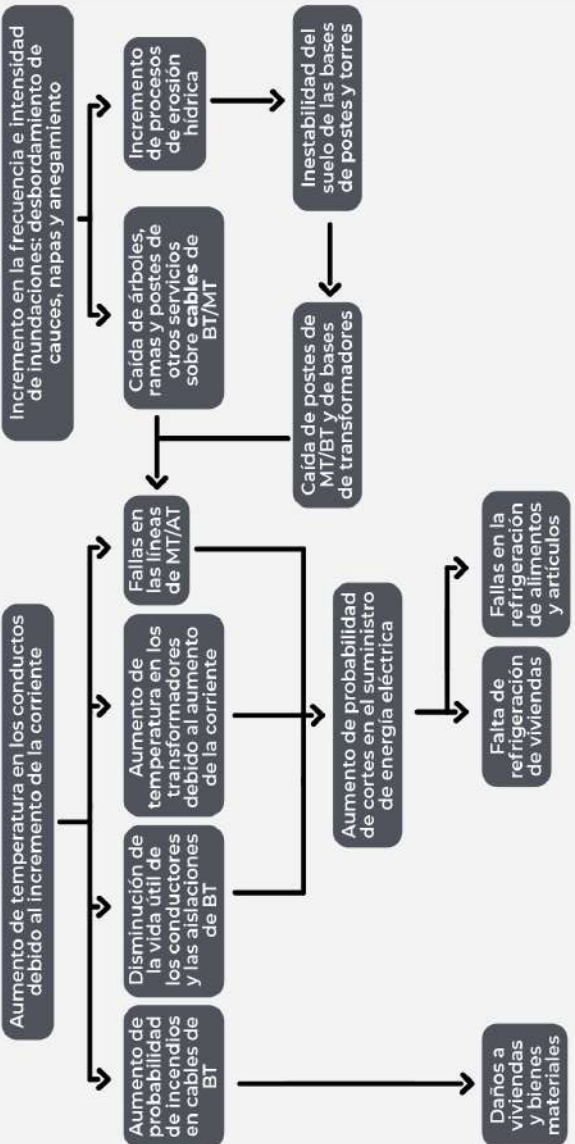 Aumento de temperatura en los conductos
debido al incremento de la corriente
Incremento en la frecuencia e intensidad
de inundaciones: desbordamiento de
cauces, napas y anegamiento
Aumento de
probabilidad
de incendios
en cables de
BT
Disminución de
la vida útil de
los conductores
y las aislaciones
de BT
Aumento de
temperatura en los
transformadores
debido al aumento
de la corriente
Fallas en
las líneas
de MT/AT
Caída de árboles,
ramas y postes de
otros servicios
sobre cables de
BT/MT
Incremento
de procesos
de erosión
hídrica
Aumento de probabilidad
de cortes en el suministro
de energía eléctrica
Caída de postes de
MT/BT y de bases
de transformadores
Inestabilidad del
suelo de las bases
de postes y torres
Daños a
viviendas
y bienes
materiales
Falta de
refrigeración
de viviendas
Fallas en la
refrigeración
de alimentos
y artículos